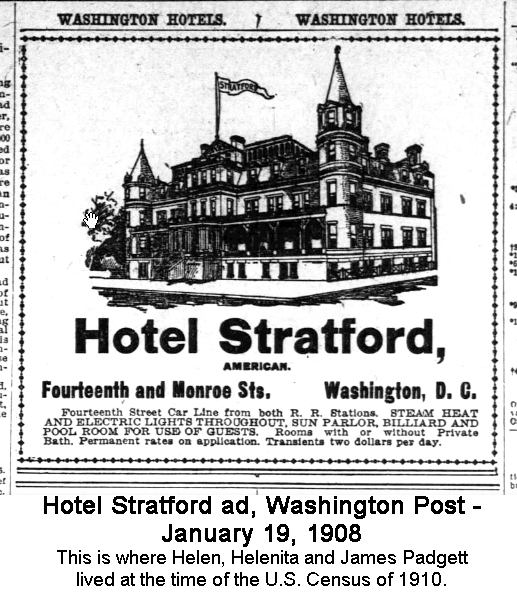 WASHINGTON HOTELS. WASHINGTON HOTELS.
STRATFORD
Hotel Stratford,
AMERICAN.
Fourteenth and Monroe Sts. Washington, D. C.
Fourteenth Street Car Line from both R. R. Stations. STEAM HEAT
AND ELECTRIC LIGHTS THROUGHOUT, SUN PARLOR, BILLIARD AND
POOL ROOM FOR USE OF GUESTS. Rooms with or without Private
Bath. Permanent rates on application. Transients two dollars per day.
Hotel Stratford ad, Washington Post -
January 19, 1908
This is where Helen, Helenita and James Padgett
lived at the time of the U.S. Census of 1910.